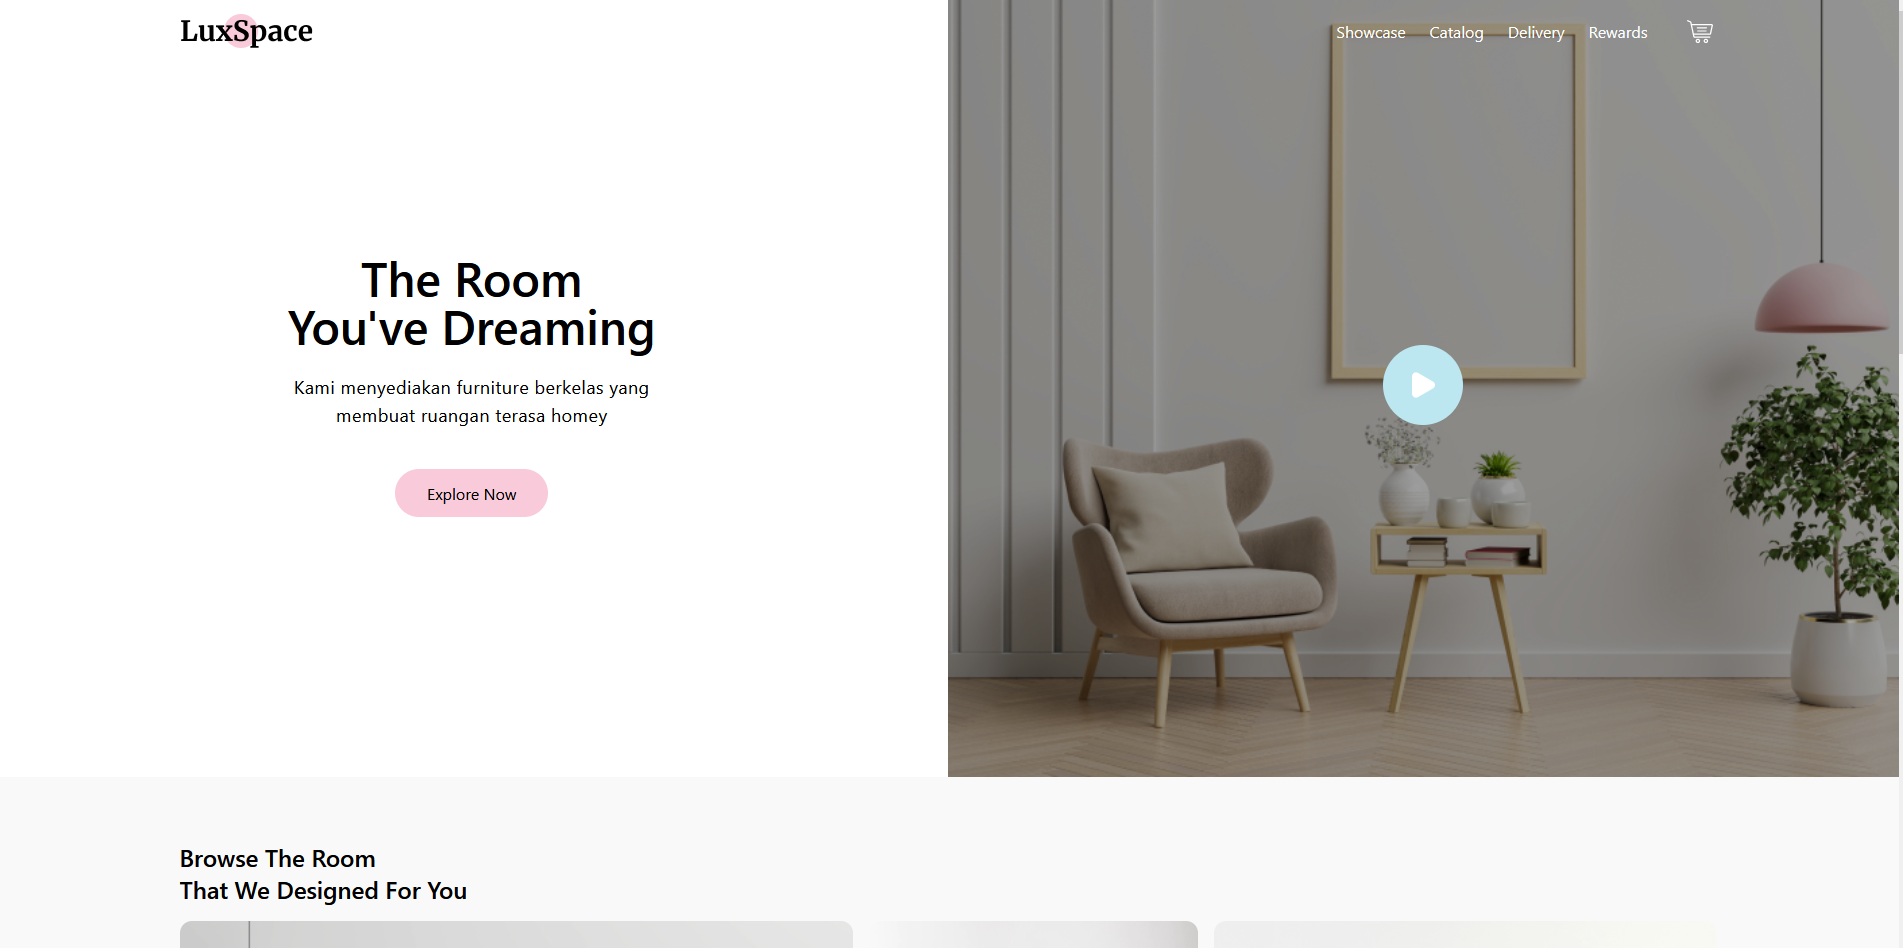 LuxSpace
Showcase Catalog Delivery Rewards
The Room
You've Dreaming
Kami menyediakan furniture berkelas yang
membuat ruangan terasa homey
Explore Now
Browse The Room
That We Designed For You